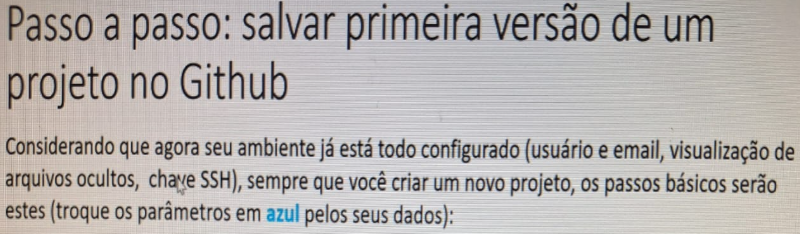 Passo a passo: salvar primeira versão de um
projeto no Github
Considerando que agora seu ambiente já está todo configurado (usuário e email, visualização de
arquivos ocultos, chave SSH), sempre que você criar um novo projeto, os passos básicos serão
estes (troque os parâmetros em azul pelos seus dados):